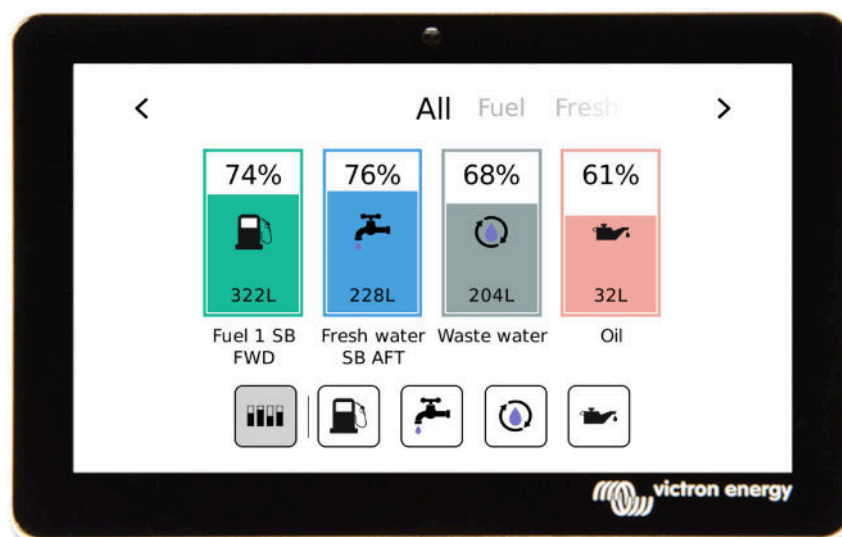 All Fuel Fresh
74% 76% 68% 61%
322L 228L 204L 32L
Fuel 1 SB Fresh water Waste water Oil
FWD SB AFT
victron energy